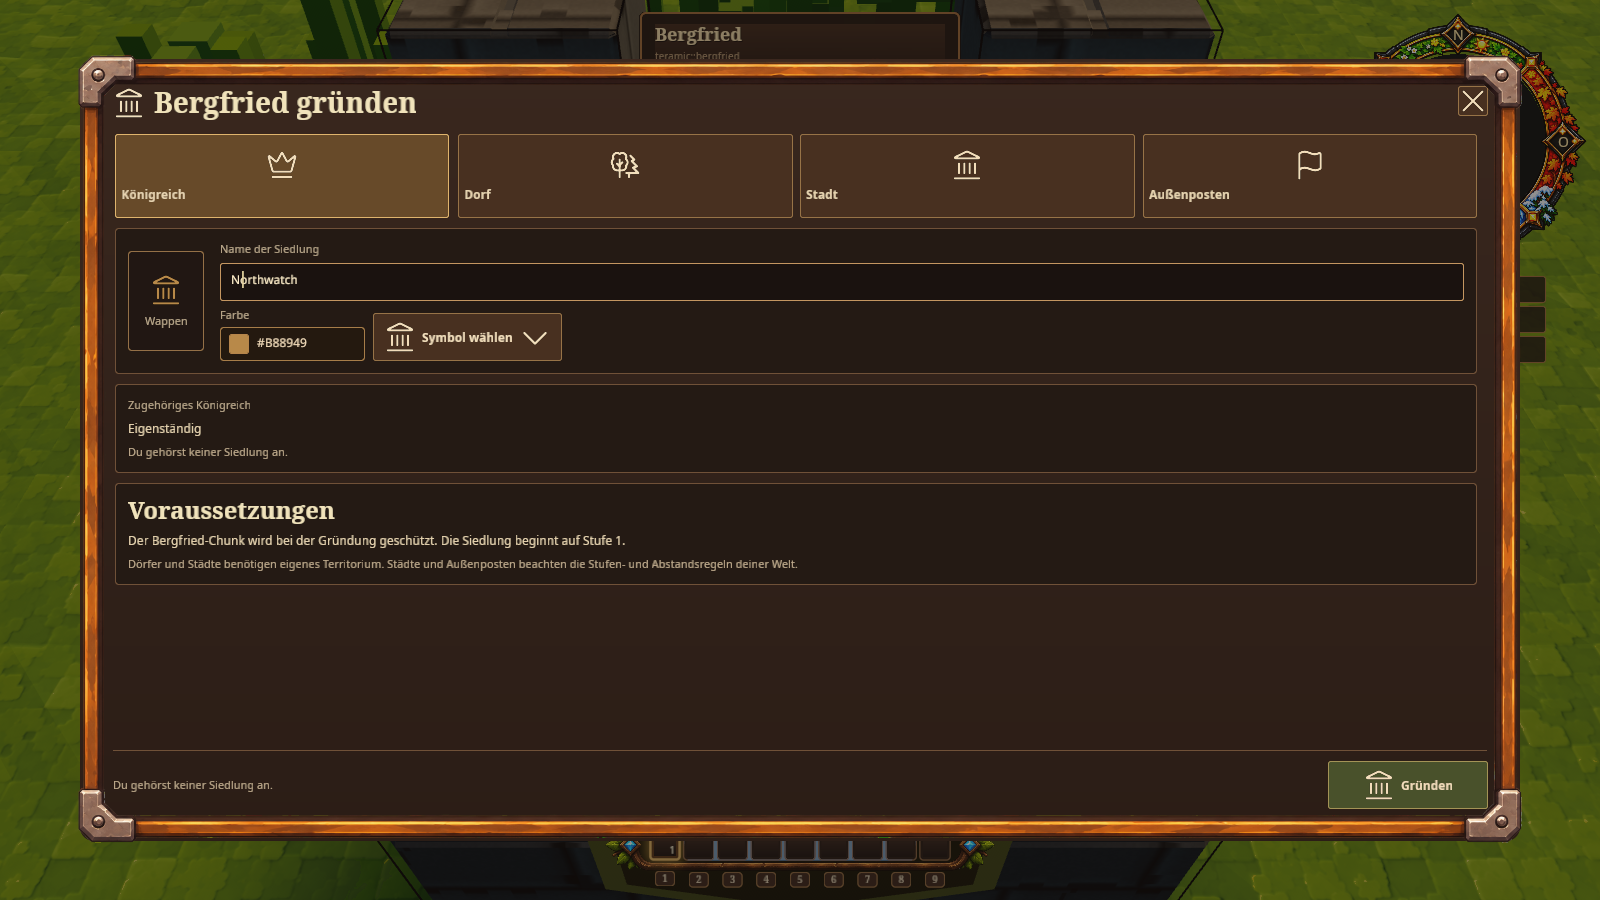 Bergfried
teramic:bergfried
N
Bergfried gründen
O
Königreich
Dorf
Stadt
Außenposten
Name der Siedlung
Northwatch
Wappen
Farbe
#B88949
Symbol wählen
Zugehöriges Königreich
Eigenständig
Du gehörst keiner Siedlung an.
Voraussetzungen
Der Bergfried-Chunk wird bei der Gründung geschützt. Die Siedlung beginnt auf Stufe 1.
Dörfer und Städte benötigen eigenes Territorium. Städte und Außenposten beachten die Stufen- und Abstandsregeln deiner Welt.
Du gehörst keiner Siedlung an.
Gründen
1
1 2 3 4 5 6 7 8 9